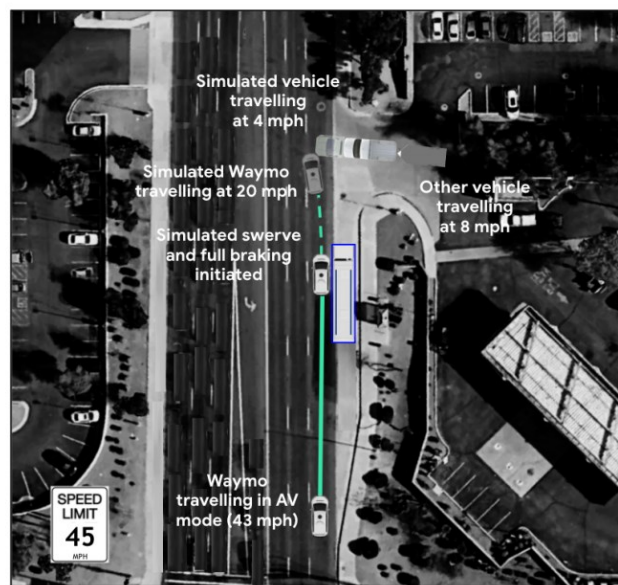 Simulated vehicle
travelling
at 4 mph
Simulated Waymo
travelling at 20 mph
Other vehicle
travelling
at 8 mph
Simulated swerve
and full braking
initiated
Waymo
travelling in AV
mode (43 mph)
SPEED
LIMIT
45
MPH